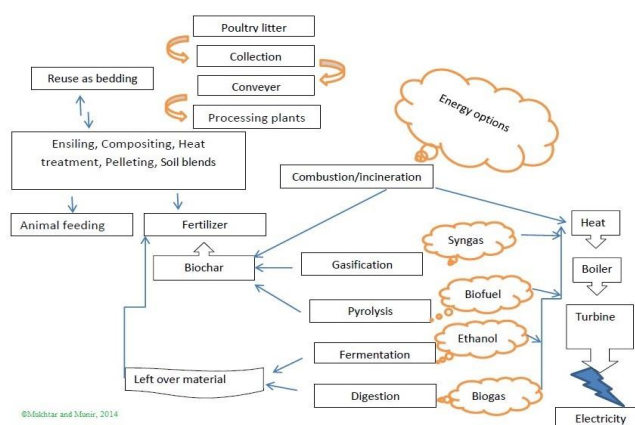 Poultry litter
Collection
Conveyer
Processing plants
Reuse as bedding
Energy options
Ensiling, Compositing, Heat
treatment, Pelleting, Soil blends
Combustion/incineration
Animal feeding
Fertilizer
Heat
Syngas
Biochar
Gasification
Boiler
Biofuel
Pyrolysis
Turbine
Ethanol
Fermentation
Left over material
Digestion
Biogas
©Mukhtar and Munir, 2014
Electricity